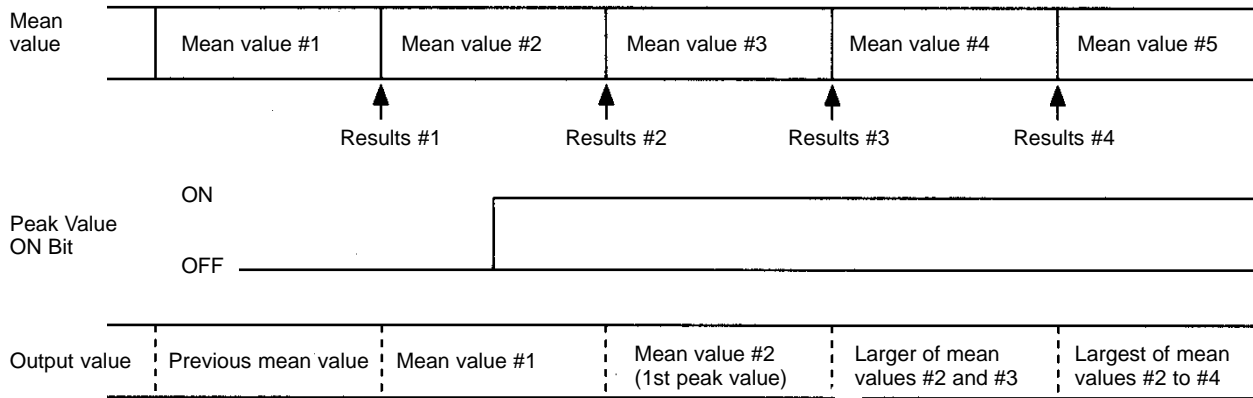 Mean
value
Mean value #1
Mean value #2
Mean value #3
Mean value #4
Mean value #5
Results #1
Results #2
Results #3
Results #4
Peak Value
ON Bit
ON
OFF
Output value
Previous mean value
Mean value #1
Mean value #2
(1st peak value)
Larger of mean
values #2 and #3
Largest of mean
values #2 to #4